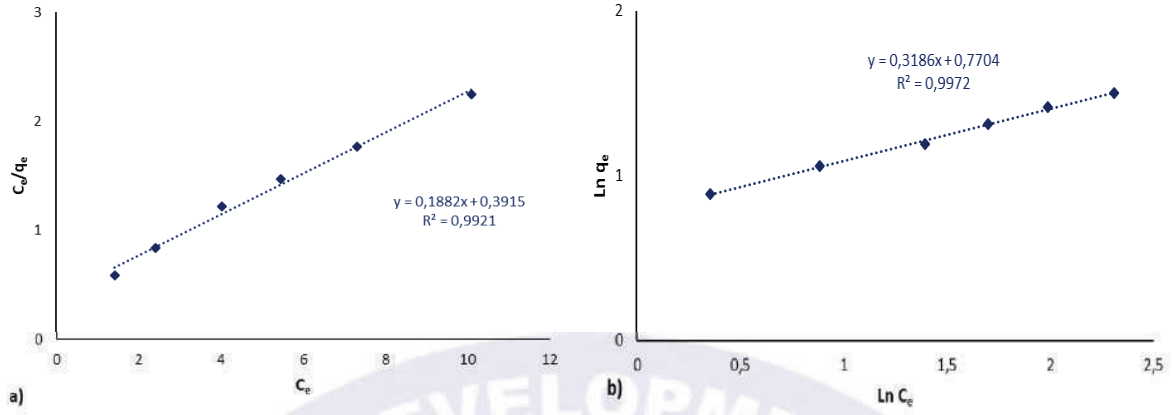 3
2
1
0
Cₑ/qₑ
y = 0,1882x + 0,3915
R² = 0,9921
0 2 4 6 8 10 12
Cₑ
a)
2
1
0
Ln qₑ
y = 0,3186x + 0,7704
R² = 0,9972
0 0,5 1 1,5 2 2,5
Ln Cₑ
b)
VELOPM